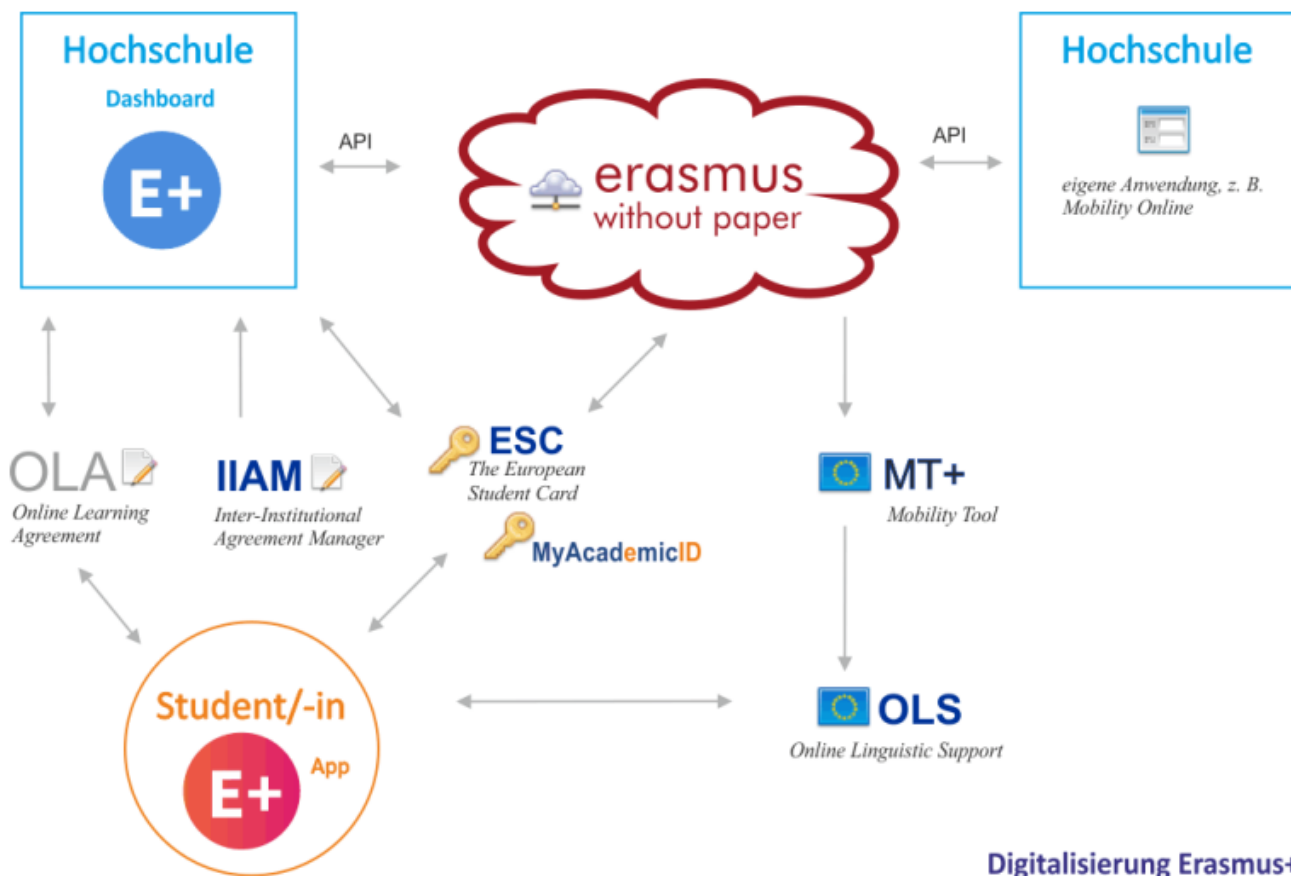 Hochschule
Dashboard
E+
API
erasmus
without paper
API
Hochschule
eigene Anwendung, z. B.
Mobility Online
OLA
Online Learning
Agreement
IIAM
Inter-Institutional
Agreement Manager
ESC
The European
Student Card
MyAcademicID
MT+
Mobility Tool
Student/-in
E+
App
OLS
Online Linguistic Support
Digitalisierung Erasmus+